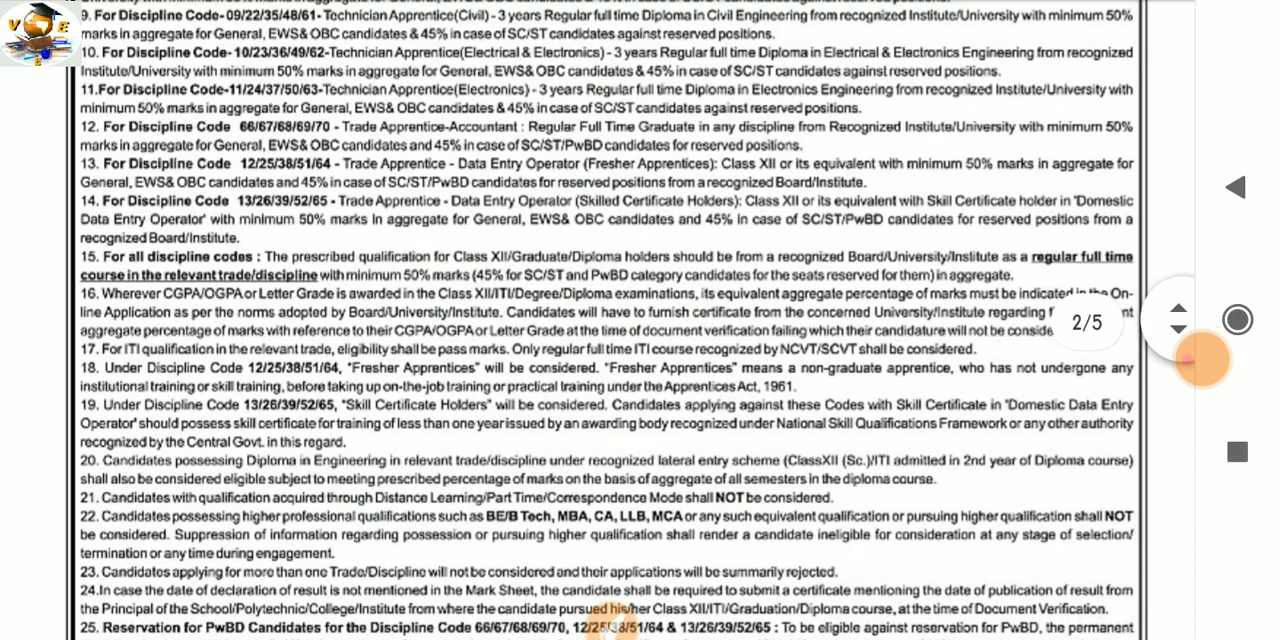 9. For Discipline Code- 09/22/35/48/61- Technician Apprentice(Civil) - 3 years Regular full time Diploma in Civil Engineering from recognized Institute/University with minimum 50%
marks in aggregate for General, EWS& OBC candidates & 45% in case of SC/ST candidates against reserved positions.
10. For Discipline Code- 10/23/36/49/62-Technician Apprentice(Electrical & Electronics) - 3 years Regular full time Diploma in Electrical & Electronics Engineering from recognized
Institute/University with minimum 50% marks in aggregate for General, EWS& OBC candidates & 45% in case of SC/ST candidates against reserved positions.
11.For Discipline Code-11/24/37/50/63-Technician Apprentice(Electronics) - 3 years Regular full time Diploma in Electronics Engineering from recognized Institute/University with
minimum 50% marks in aggregate for General, EWS& OBC candidates & 45% in case of SC/ST candidates against reserved positions.
12. For Discipline Code 66/67/68/69/70 - Trade Apprentice-Accountant : Regular Full Time Graduate in any discipline from Recognized Institute/University with minimum 50%
marks in aggregate for General, EWS& OBC candidates and 45% in case of SC/ST/PwBD candidates for reserved positions.
13. For Discipline Code 12/25/38/51/64 - Trade Apprentice - Data Entry Operator (Fresher Apprentices): Class XII or its equivalent with minimum 50% marks in aggregate for
General, EWS& OBC candidates and 45% in case of SC/ST/PwBD candidates for reserved positions from a recognized Board/Institute.
14. For Discipline Code 13/26/39/52/65 - Trade Apprentice - Data Entry Operator (Skilled Certificate Holders): Class XII or its equivalent with Skill Certificate holder in 'Domestic
Data Entry Operator' with minimum 50% marks in aggregate for General, EWS& OBC candidates and 45% in case of SC/ST/PwBD candidates for reserved positions from a
recognized Board/Institute.
15. For all discipline codes : The prescribed qualification for Class XII/Graduate/Diploma holders should be from a recognized Board/University/Institute as a regular full time
course in the relevant trade/discipline with minimum 50% marks (45% for SC/ST and PwBD category candidates for the seats reserved for them) in aggregate.
16. Wherever CGPA/OGPA or Letter Grade is awarded in the Class XII/ITI/Degree/Diploma examinations, its equivalent aggregate percentage of marks must be indicated in the On-
line Application as per the norms adopted by Board/University/Institute. Candidates will have to furnish certificate from the concerned University/Institute regarding
aggregate percentage of marks with reference to their CGPA/OGPA or Letter Grade at the time of document verification failing which their candidature will not be
2/5
17. For ITI qualification in the relevant trade, eligibility shall be pass marks. Only regular full time ITI course recognized by NCVT/SCVT shall be considered.
18. Under Discipline Code 12/25/38/51/64, "Fresher Apprentices" will be considered. "Fresher Apprentices" means a non-graduate apprentice, who has not undergone any
institutional training or skill training, before taking up on-the-job training or practical training under the Apprentices Act, 1961.
19. Under Discipline Code 13/26/39/52/65, "Skill Certificate Holders" will be considered. Candidates applying against these Codes with Skill Certificate in 'Domestic Data Entry
Operator' should possess skill certificate for training of less than one year issued by an awarding body recognized under National Skill Qualifications Framework or any other authority
recognized by the Central Govt. in this regard.
20. Candidates possessing Diploma in Engineering in relevant trade/discipline under recognized lateral entry scheme (ClassXII (Sc.)/ITI admitted in 2nd year of Diploma course)
shall also be considered eligible subject to meeting prescribed percentage of marks on the basis of aggregate of all semesters in the diploma course.
21. Candidates with qualification acquired through Distance Learning/Part Time/Correspondence Mode shall NOT be considered.
22. Candidates possessing higher professional qualifications such as BE/B Tech, MBA, CA, LLB, MCA or any such equivalent qualification or pursuing higher qualification shall NOT
be considered. Suppression of information regarding possession or pursuing higher qualification shall render a candidate ineligible for consideration at any stage of selection/
termination or any time during engagement.
23. Candidates applying for more than one Trade/Discipline will not be considered and their applications will be summarily rejected.
24.In case the date of declaration of result is not mentioned in the Mark Sheet, the candidate shall be required to submit a certificate mentioning the date of publication of result from
the Principal of the School/Polytechnic/College/Institute from where the candidate pursued his/her Class XII/ITI/Graduation/Diploma course, at the time of Document Verification.
25. Reservation for PwBD Candidates for the Discipline Code 66/67/68/69/70, 12/25/38/51/64 & 13/26/39/52/65 : To be eligible against reservation for PwBD, the permanent